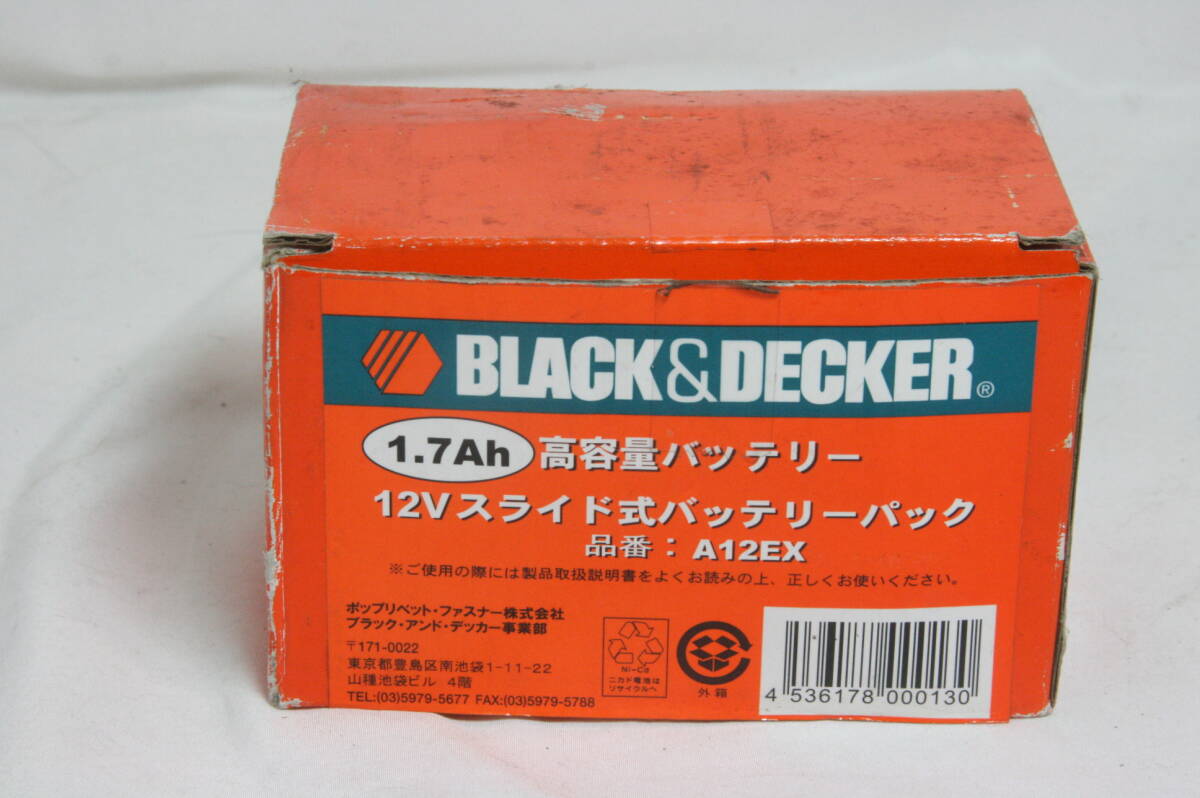 BLACK&DECKER®
1.7Ah 高容量バッテリー
12Vスライド式バッテリーパック
品番：A12EX
※ご使用の際には製品取扱説明書をよくお読みの上、正しくお使いください。
ポップリベット・ファスナー株式会社
ブラック・アンド・デッカー事業部
〒171-0022
東京都豊島区南池袋1-11-22
山種池袋ビル 4階
TEL:(03)5979-5677 FAX:(03)5979-5788
Ni-Cd
ニカド電池は
リサイクルへ
外箱
4 536178 000130